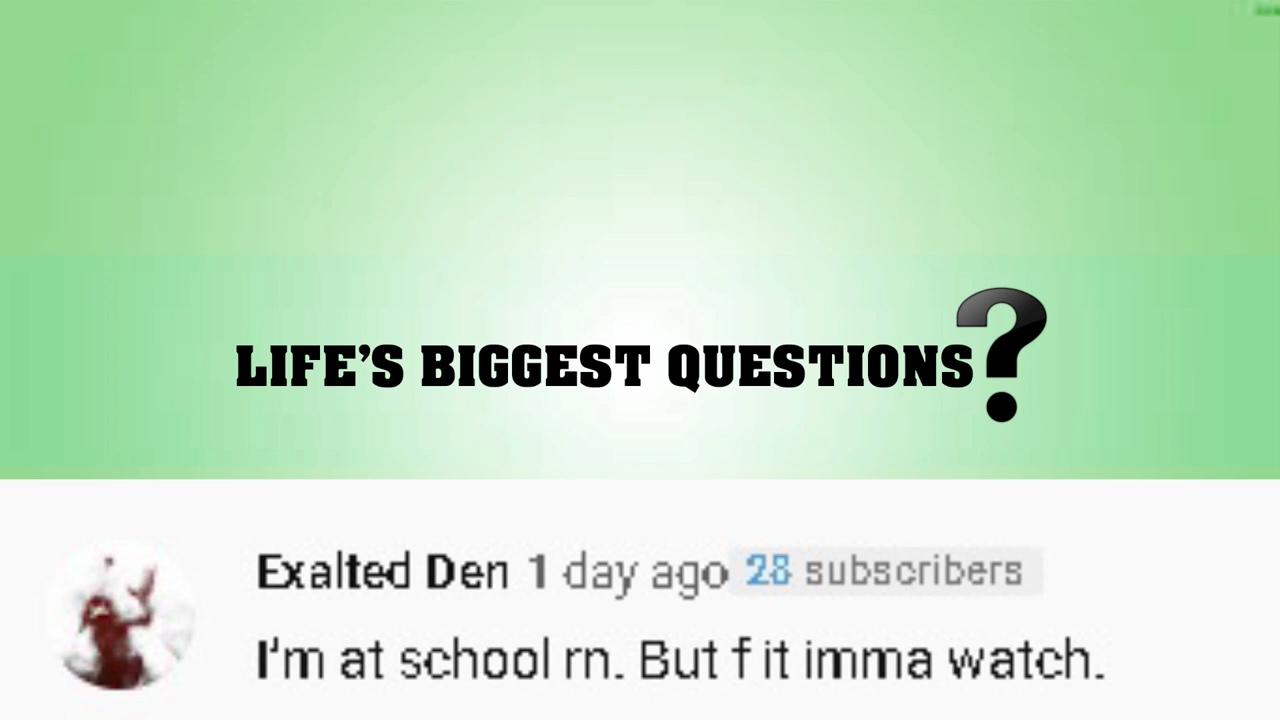 LIFE'S BIGGEST QUESTIONS?
Exalted Den 1 day ago 28 subscribers
I'm at school rn. But f it imma watch.